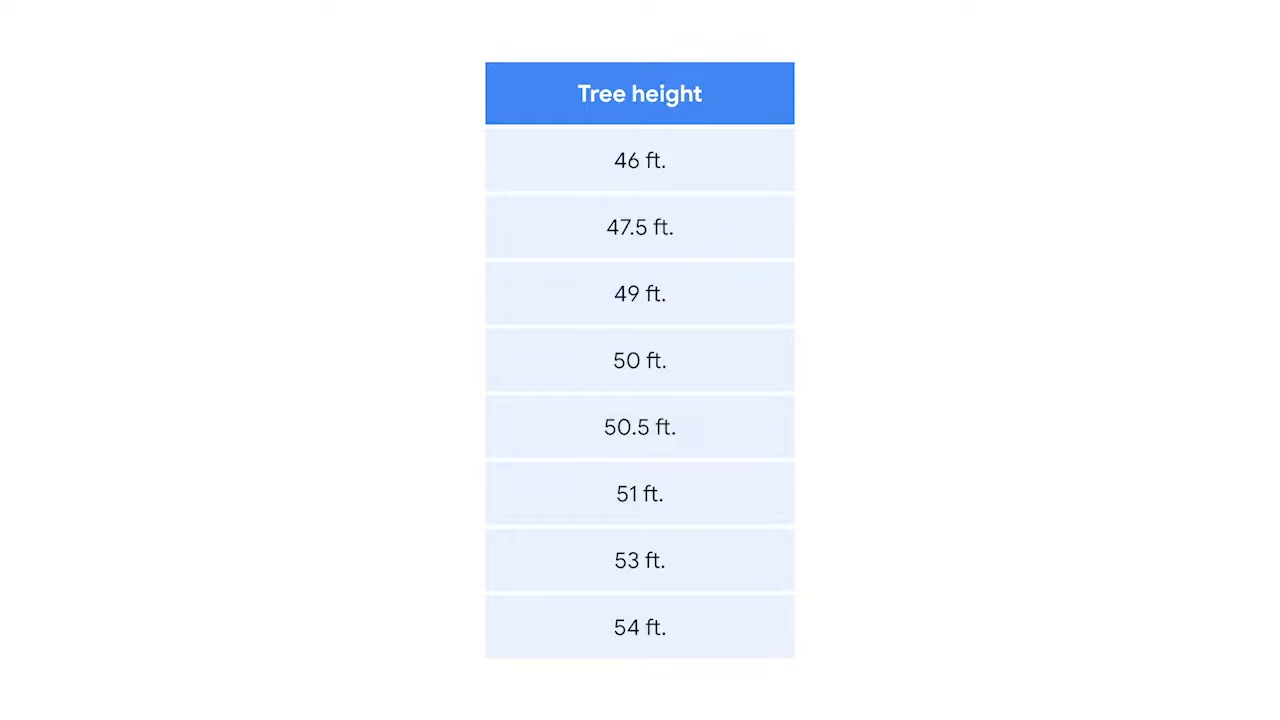 Tree height
46 ft.
47.5 ft.
49 ft.
50 ft.
50.5 ft.
51 ft.
53 ft.
54 ft.